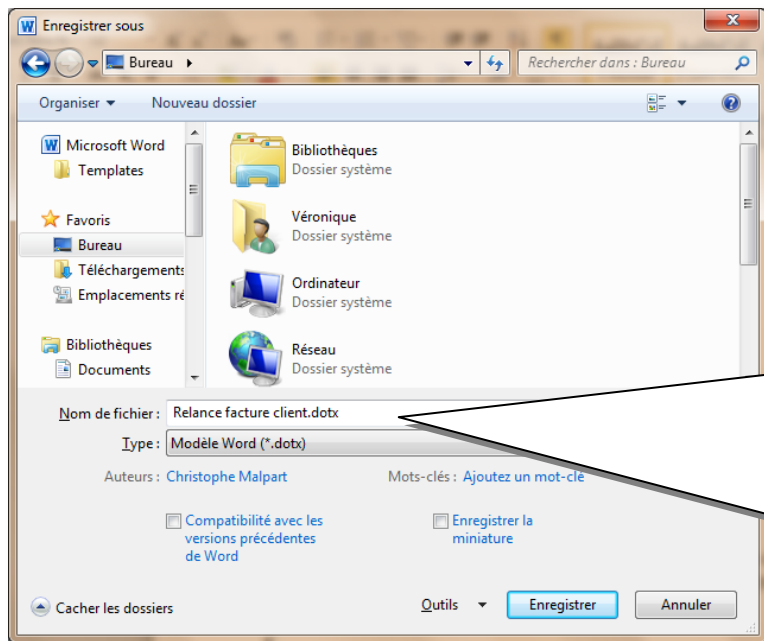 Enregistrer sous
Bureau
Rechercher dans : Bureau
Organiser
Nouveau dossier
Microsoft Word
Templates
Favoris
Bureau
Téléchargements
Emplacements ré
Bibliothèques
Documents
Bibliothèques
Dossier système
Véronique
Dossier système
Ordinateur
Dossier système
Réseau
Dossier système
Nom de fichier : Relance facture client.dotx
Type : Modèle Word (*.dotx)
Auteurs : Christophe Malpart
Mots-clés : Ajoutez un mot-clé
Compatibilité avec les
versions précédentes
de Word
Enregistrer la
miniature
Cacher les dossiers
Outils
Enregistrer
Annuler